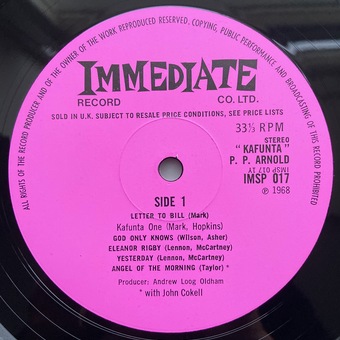 ALL RIGHTS OF THE RECORD PRODUCER AND OF THE OWNER OF THE WORK REPRODUCED RESERVED. COPYING, PUBLIC PERFORMANCE AND BROADCASTING OF THIS RECORD PROHIBITED
IMMEDIATE
RECORD CO. LTD.
SOLD IN U.K. SUBJECT TO RESALE PRICE CONDITIONS, SEE PRICE LISTS
33⅓ RPM
STEREO
"KAFUNTA"
P. P. ARNOLD
IMSP 017 1Y
IMSP 017
℗ 1968
SIDE 1
LETTER TO BILL (Mark)
Kafunta One (Mark, Hopkins)
GOD ONLY KNOWS (Wilson, Asher)
ELEANOR RIGBY (Lennon, McCartney)
YESTERDAY (Lennon, McCartney)
ANGEL OF THE MORNING (Taylor) *
Producer: Andrew Loog Oldham
* with John Cokell